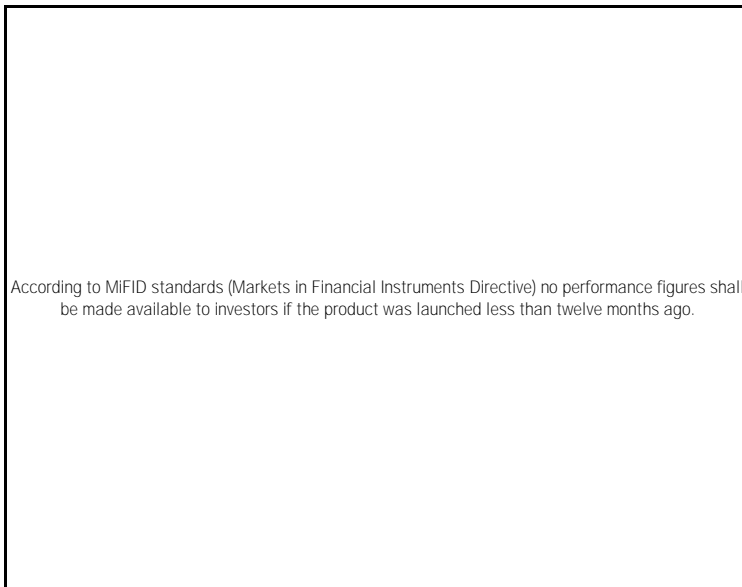 According to MiFID standards (Markets in Financial Instruments Directive) no performance figures shall
be made available to investors if the product was launched less than twelve months ago.